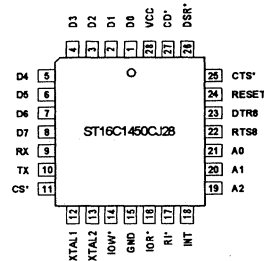 D3 D2 D1 D0 VCC CD* DSR*
4 3 2 1 28 27 26
D4 5
D5 6
D6 7
D7 8
RX 9
TX 10
CS* 11
ST16C1450CJ28
25 CTS*
24 RESET
23 DTR8
22 RTS8
21 A0
20 A1
19 A2
12 13 14 15 16 17 18
XTAL1 XTAL2 IOW* GND IOR* RI* INT